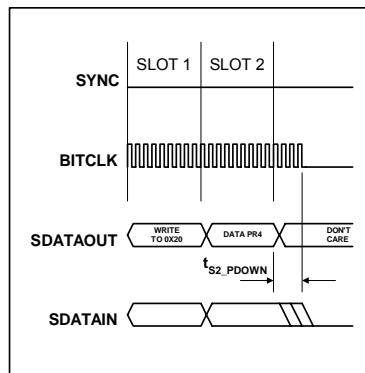 SLOT 1 SLOT 2
SYNC
BITCLK
SDATAOUT
WRITE
TO 0X20
DATA PR4
DON'T
CARE
tS2_PDOWN
SDATAIN